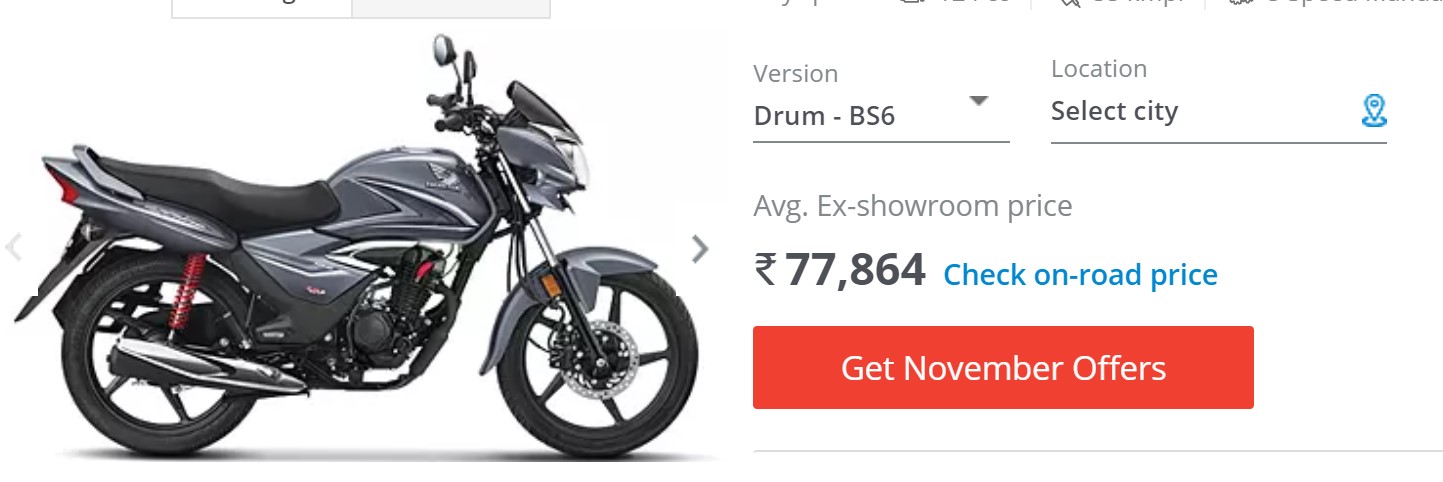 Version
Location
Drum - BS6
Select city
Avg. Ex-showroom price
₹ 77,864 Check on-road price
Get November Offers